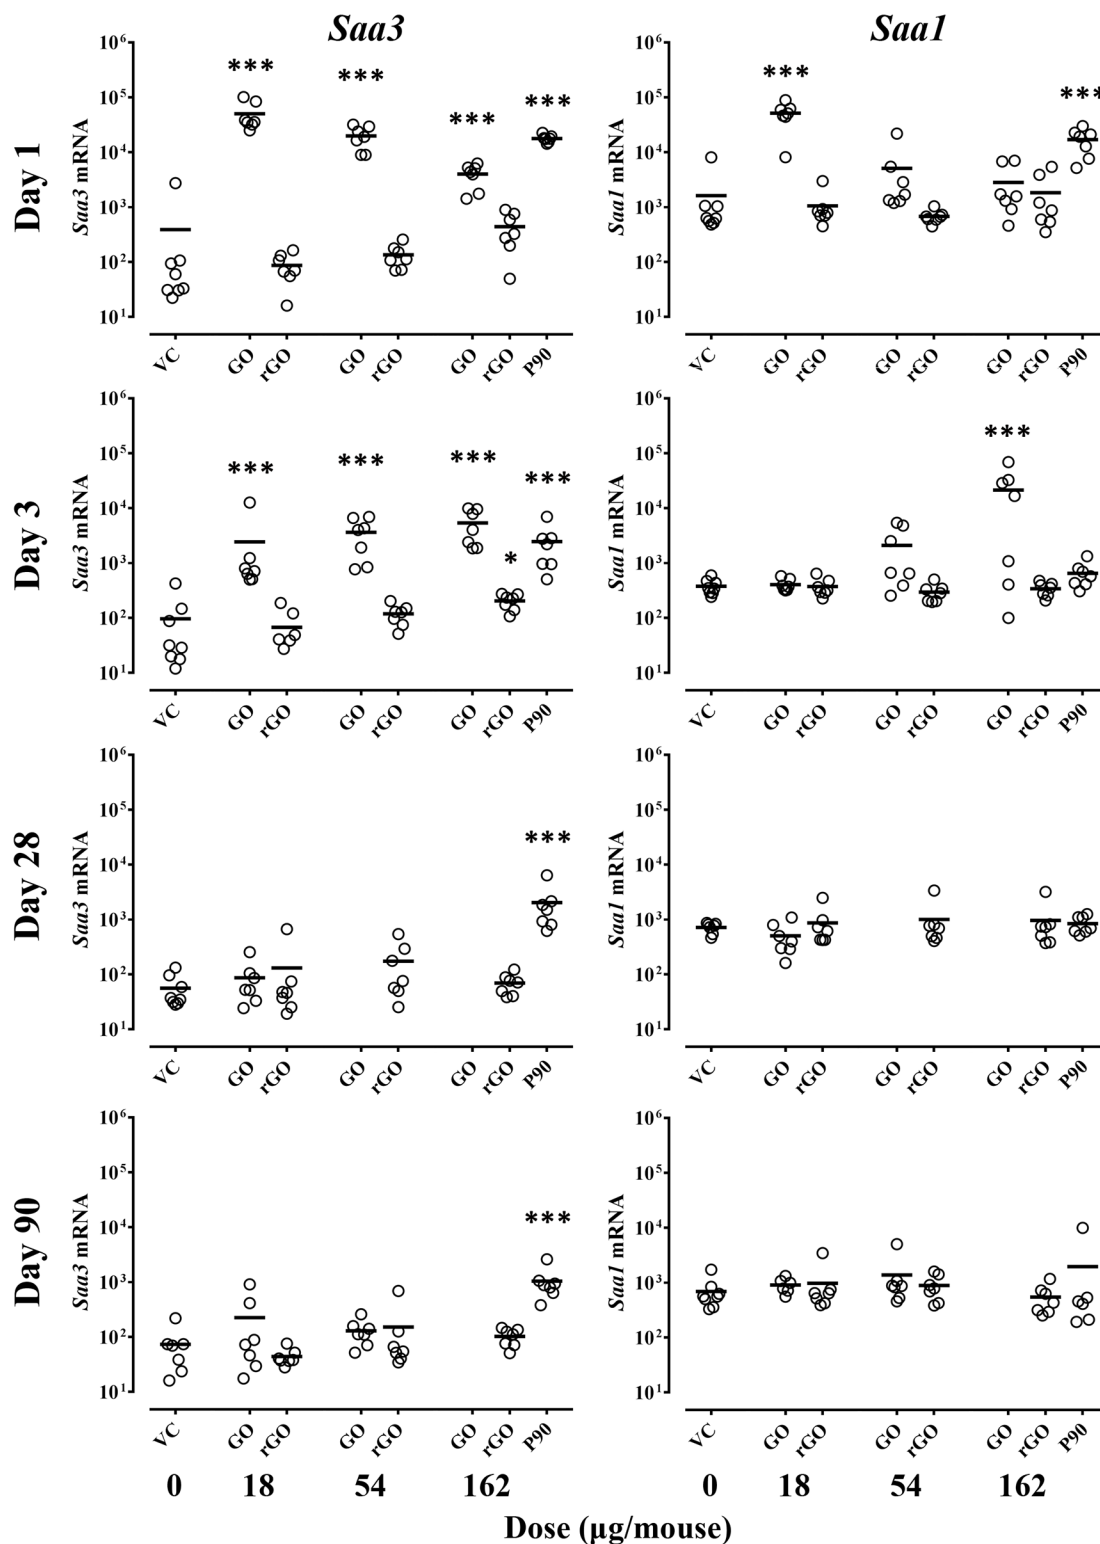 Saa3
Saa1
Day 1
Saa3 mRNA
10⁶
10⁵
10⁴
10³
10²
10¹
*** *** *** ***
VC GO rGO GO rGO GO rGO P90
Saa1 mRNA
10⁶
10⁵
10⁴
10³
10²
10¹
*** ***
VC GO rGO GO rGO GO rGO P90
Day 3
Saa3 mRNA
10⁶
10⁵
10⁴
10³
10²
10¹
*** *** *** * ***
VC GO rGO GO rGO GO rGO P90
Saa1 mRNA
10⁶
10⁵
10⁴
10³
10²
10¹
***
VC GO rGO GO rGO GO rGO P90
Day 28
Saa3 mRNA
10⁶
10⁵
10⁴
10³
10²
10¹
***
VC GO rGO GO rGO GO rGO P90
Saa1 mRNA
10⁶
10⁵
10⁴
10³
10²
10¹
VC GO rGO GO rGO GO rGO P90
Day 90
Saa3 mRNA
10⁶
10⁵
10⁴
10³
10²
10¹
***
VC GO rGO GO rGO GO rGO P90
Saa1 mRNA
10⁶
10⁵
10⁴
10³
10²
10¹
VC GO rGO GO rGO GO rGO P90
0 18 54 162
0 18 54 162
Dose (µg/mouse)